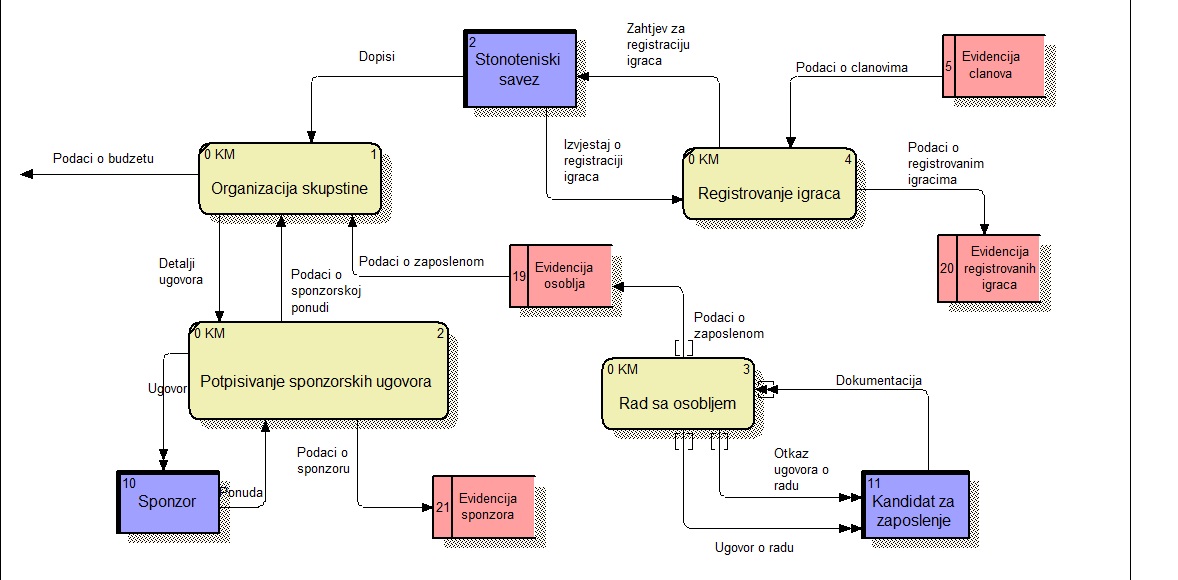 Dopisi
2
Stonoteniski
savez
Zahtjev za
registraciju
igraca
Podaci o clanovima
5
Evidencija
clanova
Podaci o budzetu
0 KM
1
Organizacija skupstine
Izvjestaj o
registraciji
igraca
0 KM
4
Registrovanje igraca
Podaci o
registrovanim
igracima
Detalji
ugovora
Podaci o
sponzorskoj
ponudi
Podaci o zaposlenom
19
Evidencija
osoblja
20
Evidencija
registrovanih
igraca
0 KM
2
Potpisivanje sponzorskih ugovora
Podaci o
zaposlenom
0 KM
3
Rad sa osobljem
Dokumentacija
Ugovor
Podaci o
sponzoru
Otkaz
ugovora o
radu
10
Sponzor
Ponuda
21
Evidencija
sponzora
11
Kandidat za
zaposlenje
Ugovor o radu